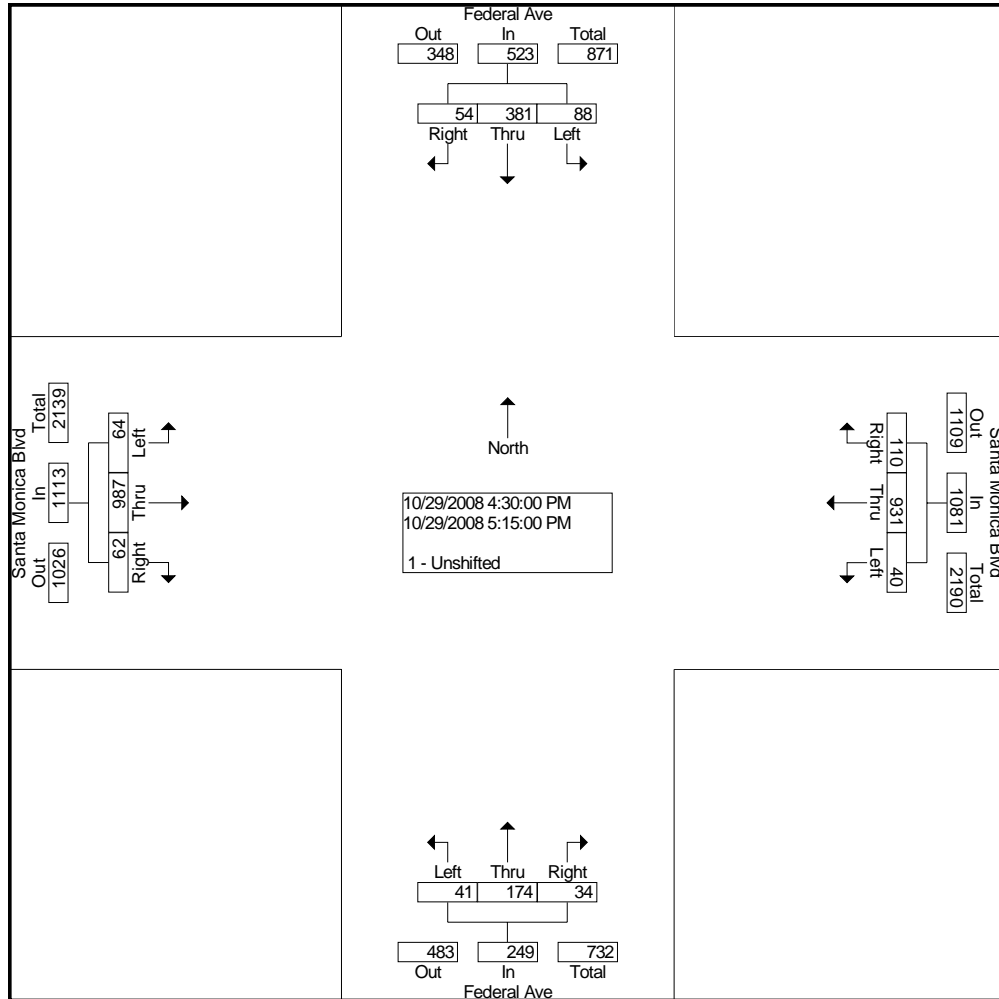 Federal Ave
Out In Total
348 523 871
54 381 88
Right Thru Left
Santa Monica Blvd
Total In Out
2139 1113 1026
64 987 62
Left Thru Right
North
10/29/2008 4:30:00 PM
10/29/2008 5:15:00 PM
1 - Unshifted
Right Thru Left
110 931 40
1109 1081 2190
Out In Total
Santa Monica Blvd
Left Thru Right
41 174 34
483 249 732
Out In Total
Federal Ave